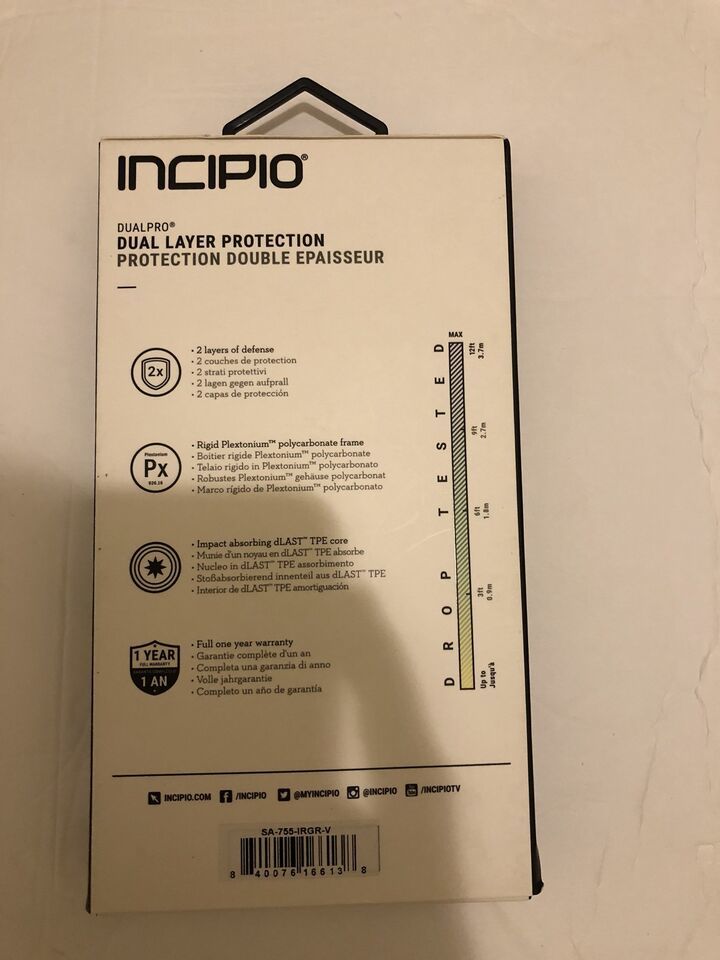 INCIPIO®
DUALPRO®
DUAL LAYER PROTECTION
PROTECTION DOUBLE EPAISSEUR
2x
• 2 layers of defense
• 2 couches de protection
• 2 strati protettivi
• 2 lagen gegen aufprall
• 2 capas de protección
Plextonium
Px
926.16
• Rigid Plextonium™ polycarbonate frame
• Boitier rigide Plextonium™ polycarbonate
• Telaio rigido in Plextonium™ polycarbonato
• Robustes Plextonium™ gehäuse polycarbonat
• Marco rígido de Plextonium™ polycarbonato
• Impact absorbing dLAST™ TPE core
• Munie d'un noyau en dLAST™ TPE absorbe
• Nucleo in dLAST™ TPE assorbimento
• Stoßabsorbierend innenteil aus dLAST™ TPE
• Interior de dLAST™ TPE amortiguación
1 YEAR
FULL WARRANTY
1 AN
• Full one year warranty
• Garantie complète d'un an
• Completa una garanzia di anno
• Volle jahrgarantie
• Completo un año de garantía
DROP TESTED
MAX
12ft
3.7m
9ft
2.7m
6ft
1.8m
3ft
0.9m
Up to
Jusqu'à
INCIPIO.COM /INCIPIO @MYINCIPIO @INCIPIO /INCIPIOTV
SA-755-IRGR-V
8 40076 16613 8